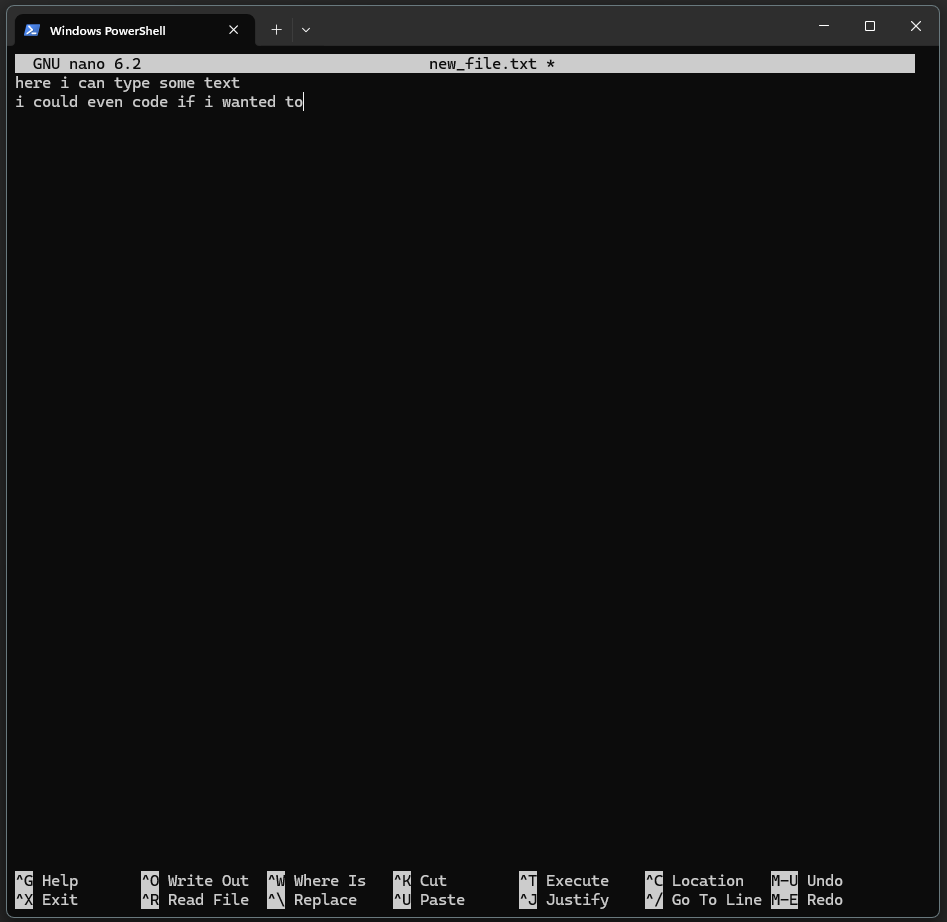 Windows PowerShell
GNU nano 6.2 new_file.txt *
here i can type some text
i could even code if i wanted to
^G Help ^O Write Out ^W Where Is ^K Cut ^T Execute ^C Location M-U Undo
^X Exit ^R Read File ^\ Replace ^U Paste ^J Justify ^/ Go To Line M-E Redo